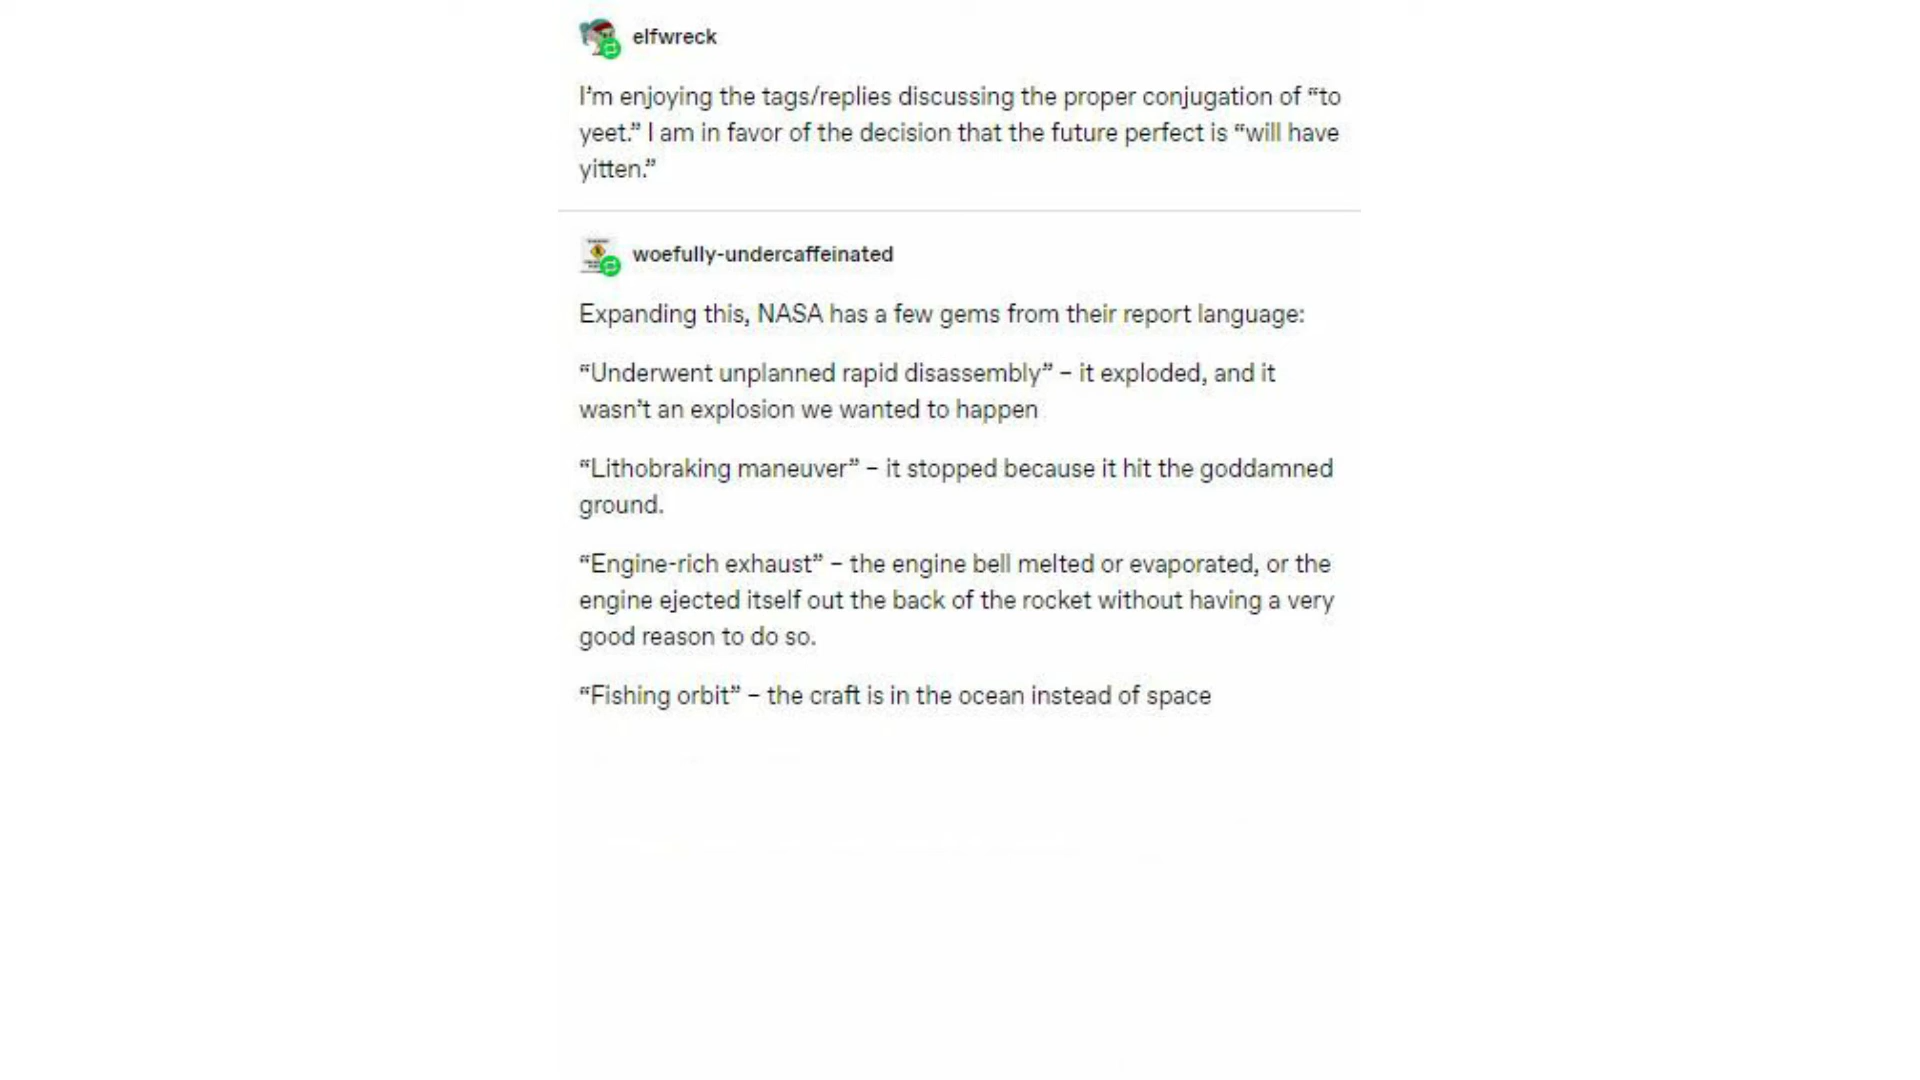 elfwreck
I’m enjoying the tags/replies discussing the proper conjugation of “to
yeet.” I am in favor of the decision that the future perfect is “will have
yitten.”
woefully-undercaffeinated
Expanding this, NASA has a few gems from their report language:
“Underwent unplanned rapid disassembly” – it exploded, and it
wasn’t an explosion we wanted to happen
“Lithobraking maneuver” – it stopped because it hit the goddamned
ground.
“Engine-rich exhaust” – the engine bell melted or evaporated, or the
engine ejected itself out the back of the rocket without having a very
good reason to do so.
“Fishing orbit” – the craft is in the ocean instead of space